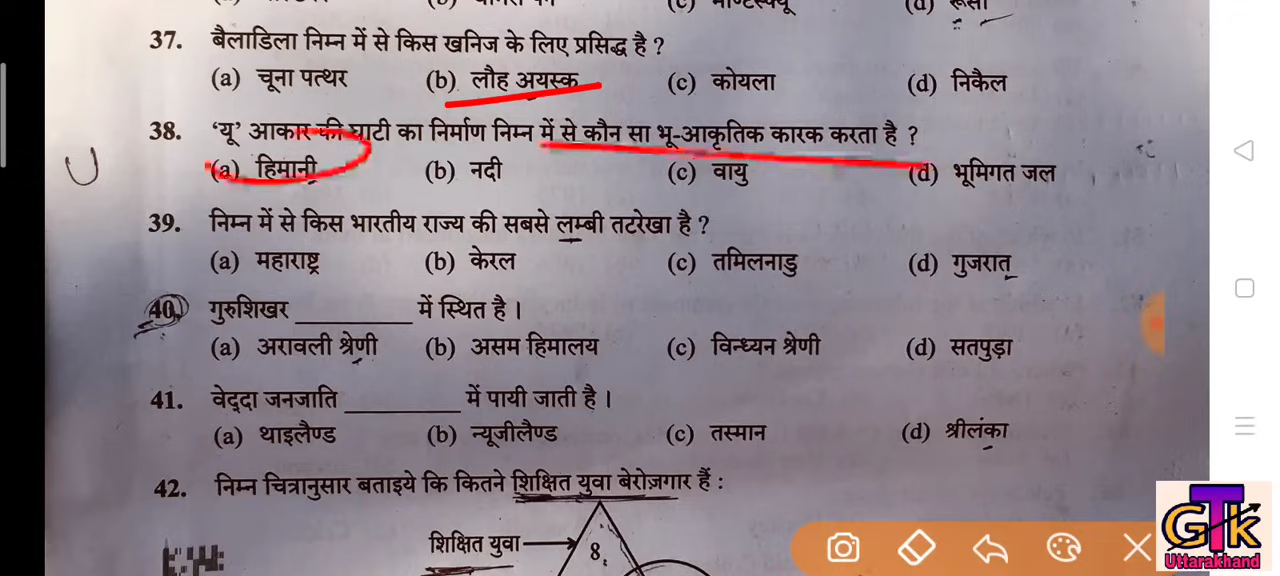 (c) माण्टेस्क्यू (d) रूसो
37. बैलाडिला निम्न में से किस खनिज के लिए प्रसिद्ध है ?
(a) चूना पत्थर (b) लौह अयस्क (c) कोयला (d) निकैल
38. ‘यू’ आकार की घाटी का निर्माण निम्न में से कौन सा भू-आकृतिक कारक करता है ?
U
(a) हिमानी (b) नदी (c) वायु (d) भूमिगत जल
39. निम्न में से किस भारतीय राज्य की सबसे लम्बी तटरेखा है ?
(a) महाराष्ट्र (b) केरल (c) तमिलनाडु (d) गुजरात
40. गुरुशिखर __________ में स्थित है ।
(a) अरावली श्रेणी (b) असम हिमालय (c) विन्ध्यन श्रेणी (d) सतपुड़ा
41. वेद्दा जनजाति __________ में पायी जाती है ।
(a) थाइलैण्ड (b) न्यूजीलैण्ड (c) तस्मान (d) श्रीलंका
42. निम्न चित्रानुसार बताइये कि कितने शिक्षित युवा बेरोज़गार हैं :
शिक्षित युवा 8
GTK
Uttarakhand